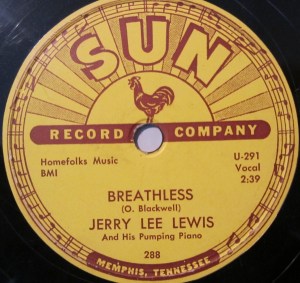 SUN
RECORD COMPANY
Homefolks Music
BMI
U-291
Vocal
2:39
BREATHLESS
(O. Blackwell)
JERRY LEE LEWIS
And His Pumping Piano
288
MEMPHIS, TENNESSEE